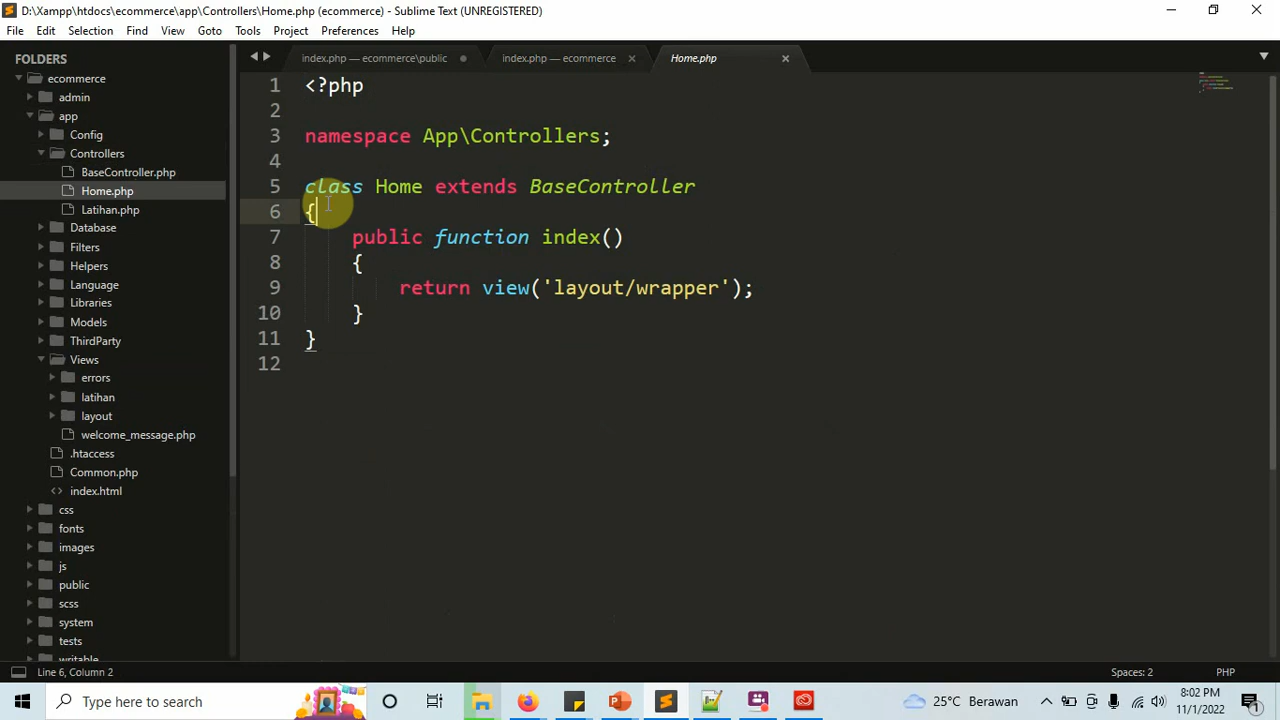 D:\Xampp\htdocs\ecommerce\app\Controllers\Home.php (ecommerce) - Sublime Text (UNREGISTERED)
File Edit Selection Find View Goto Tools Project Preferences Help
FOLDERS
ecommerce
admin
app
Config
Controllers
BaseController.php
Home.php
Latihan.php
Database
Filters
Helpers
Language
Libraries
Models
ThirdParty
Views
errors
latihan
layout
welcome_message.php
.htaccess
Common.php
index.html
css
fonts
images
js
public
scss
system
tests
writable
index.php — ecommerce\public
index.php — ecommerce
Home.php
1 <?php
2
3 namespace App\Controllers;
4
5 class Home extends BaseController
6 {
7 public function index()
8 {
9 return view('layout/wrapper');
10 }
11 }
12
Line 6, Column 2
Spaces: 2
PHP
Type here to search
25°C Berawan
8:02 PM
11/1/2022
1